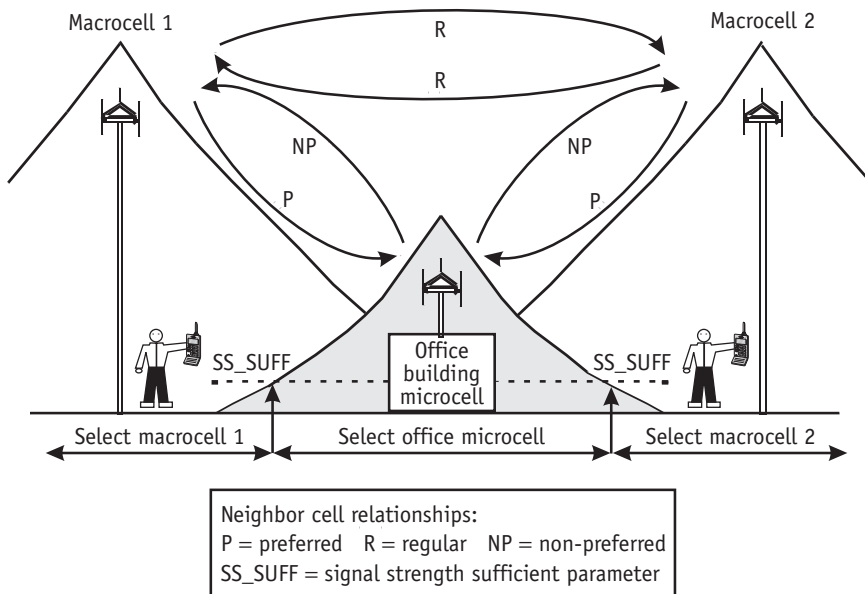 Macrocell 1
R
Macrocell 2
R
NP
NP
P
P
SS_SUFF
Office
building
microcell
SS_SUFF
Select macrocell 1
Select office microcell
Select macrocell 2
Neighbor cell relationships:
P = preferred R = regular NP = non-preferred
SS_SUFF = signal strength sufficient parameter